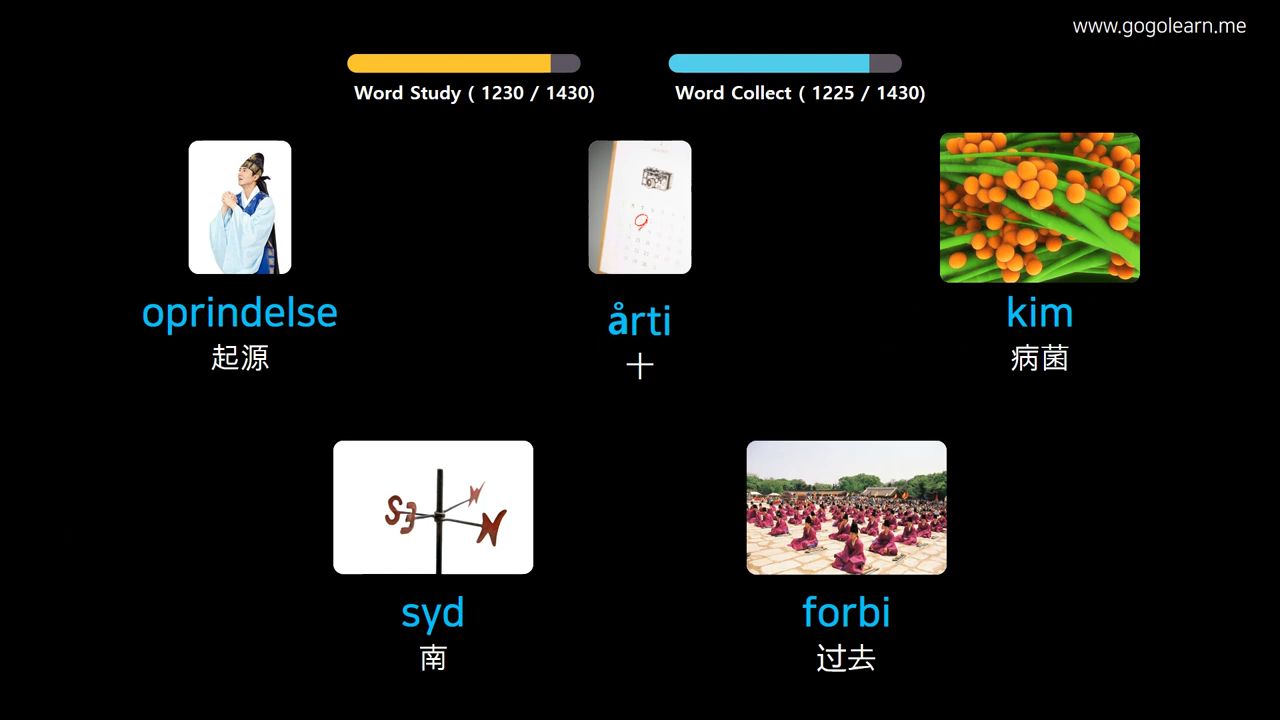 www.gogolearn.me
Word Study ( 1230 / 1430)
Word Collect ( 1225 / 1430)
oprindelse
起源
årti
十
kim
病菌
syd
南
forbi
过去